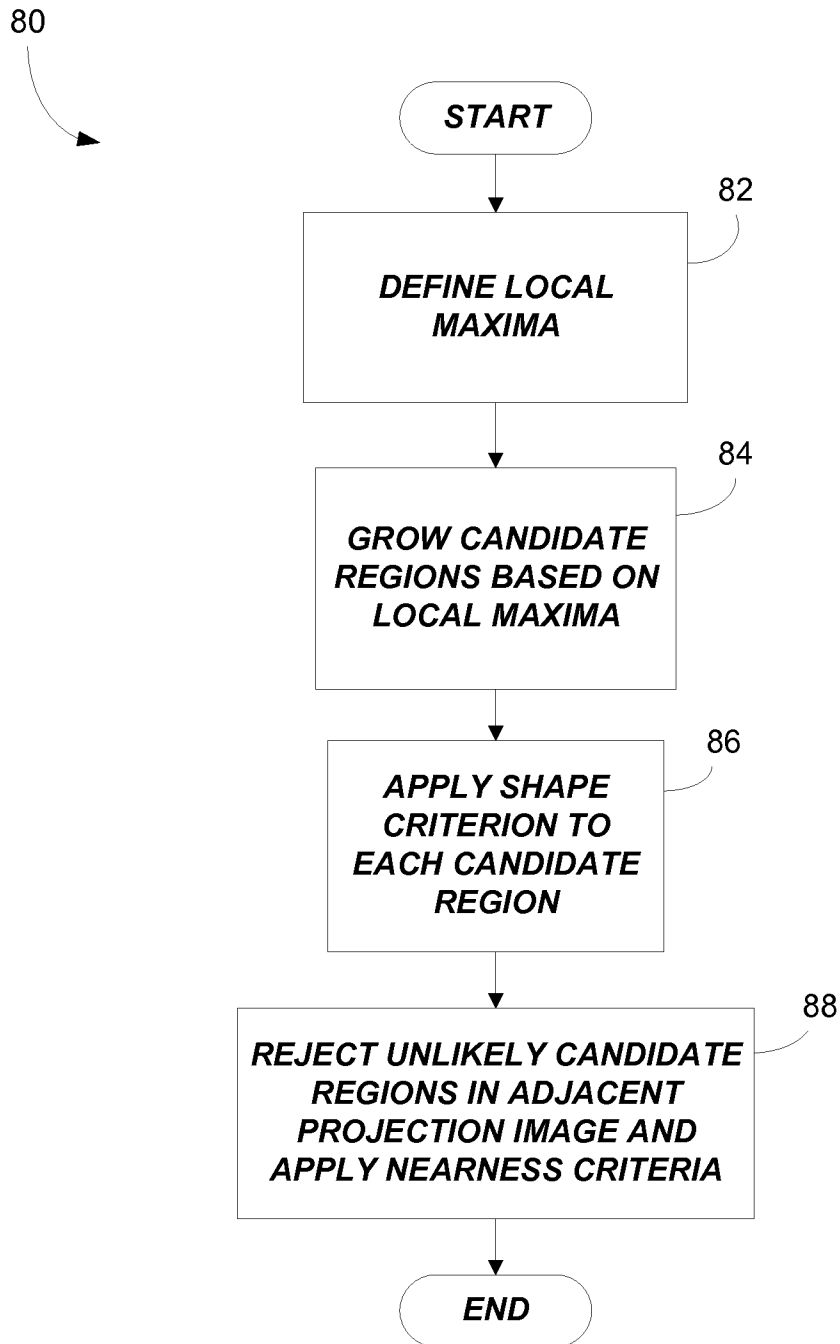 80
START
82
DEFINE LOCAL
MAXIMA
84
GROW CANDIDATE
REGIONS BASED ON
LOCAL MAXIMA
86
APPLY SHAPE
CRITERION TO
EACH CANDIDATE
REGION
88
REJECT UNLIKELY CANDIDATE
REGIONS IN ADJACENT
PROJECTION IMAGE AND
APPLY NEARNESS CRITERIA
END